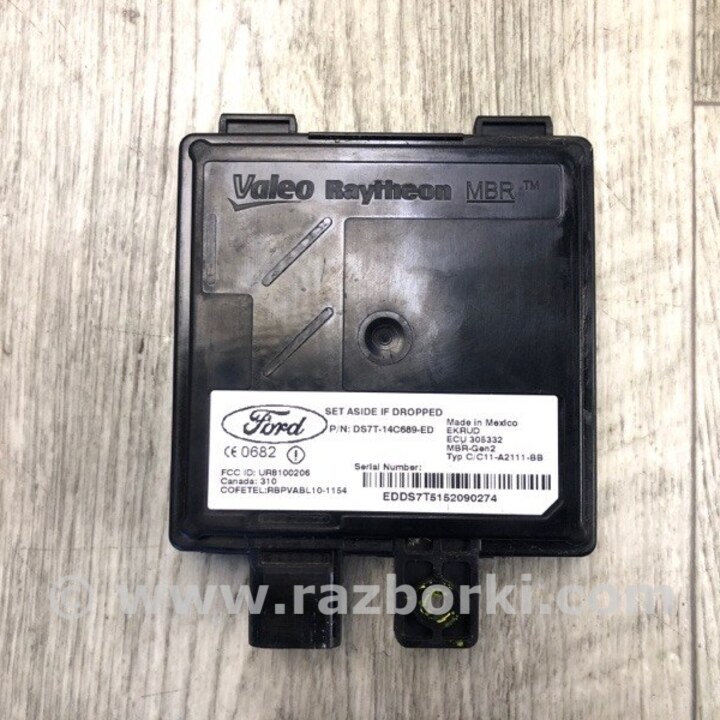 Valeo Raytheon MBR™
Ford
SET ASIDE IF DROPPED
P/N: DS7T-14C689-ED
Made in Mexico
EKRUD
ECU 305332
MBR-Gen2
Typ C/C11-A2111-BB
CE 0682
FCC ID: UR8100206
Canada: 310
COFETEL:RBPVABL10-1154
Serial Number:
EDDS7T5152090274
© www.razborki.com